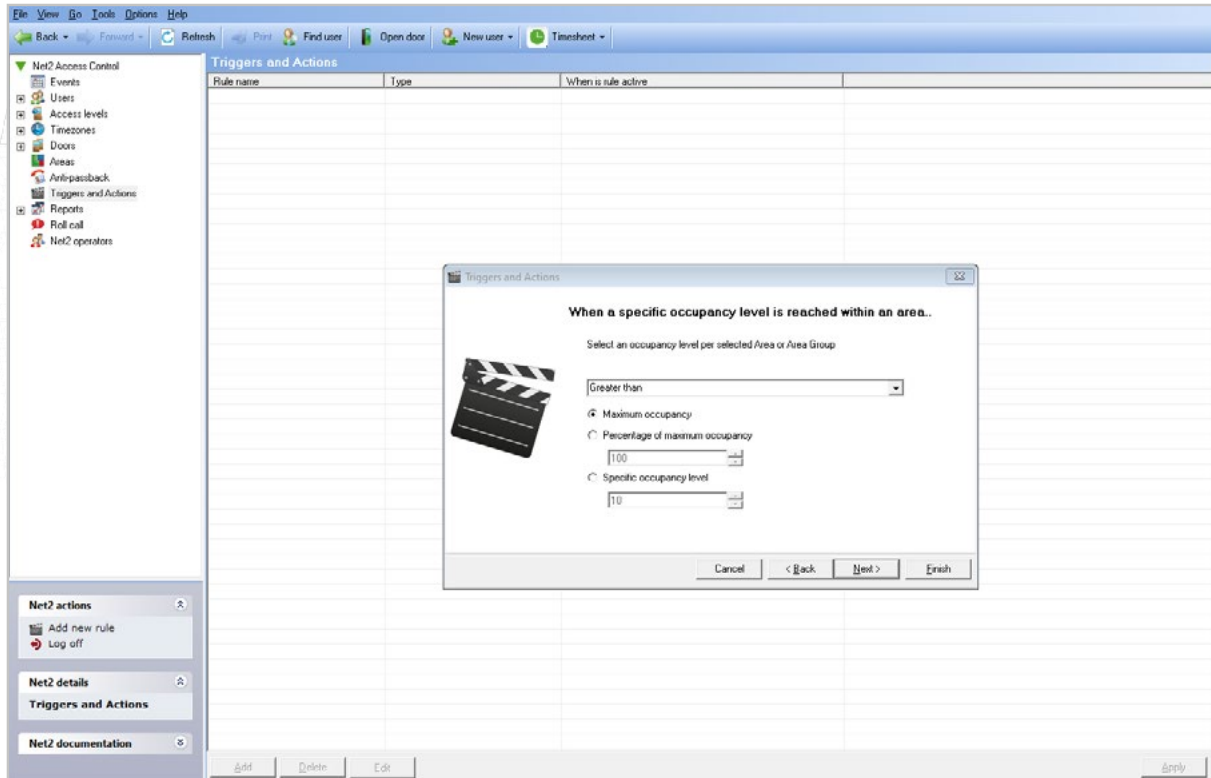 File View Go Tools Options Help
Back Forward Refresh Print Find user Open door New user Timesheet
Net2 Access Control
Events
Users
Access levels
Timezones
Doors
Areas
Anti-passback
Triggers and Actions
Reports
Roll call
Net2 operators
Net2 actions
Add new rule
Log off
Net2 details
Triggers and Actions
Net2 documentation
Triggers and Actions
Rule name Type When is rule active
Triggers and Actions
When a specific occupancy level is reached within an area..
Select an occupancy level per selected Area or Area Group
Greater than
Maximum occupancy
Percentage of maximum occupancy
100
Specific occupancy level
10
Cancel < Back Next > Finish
Add Delete Edit Apply